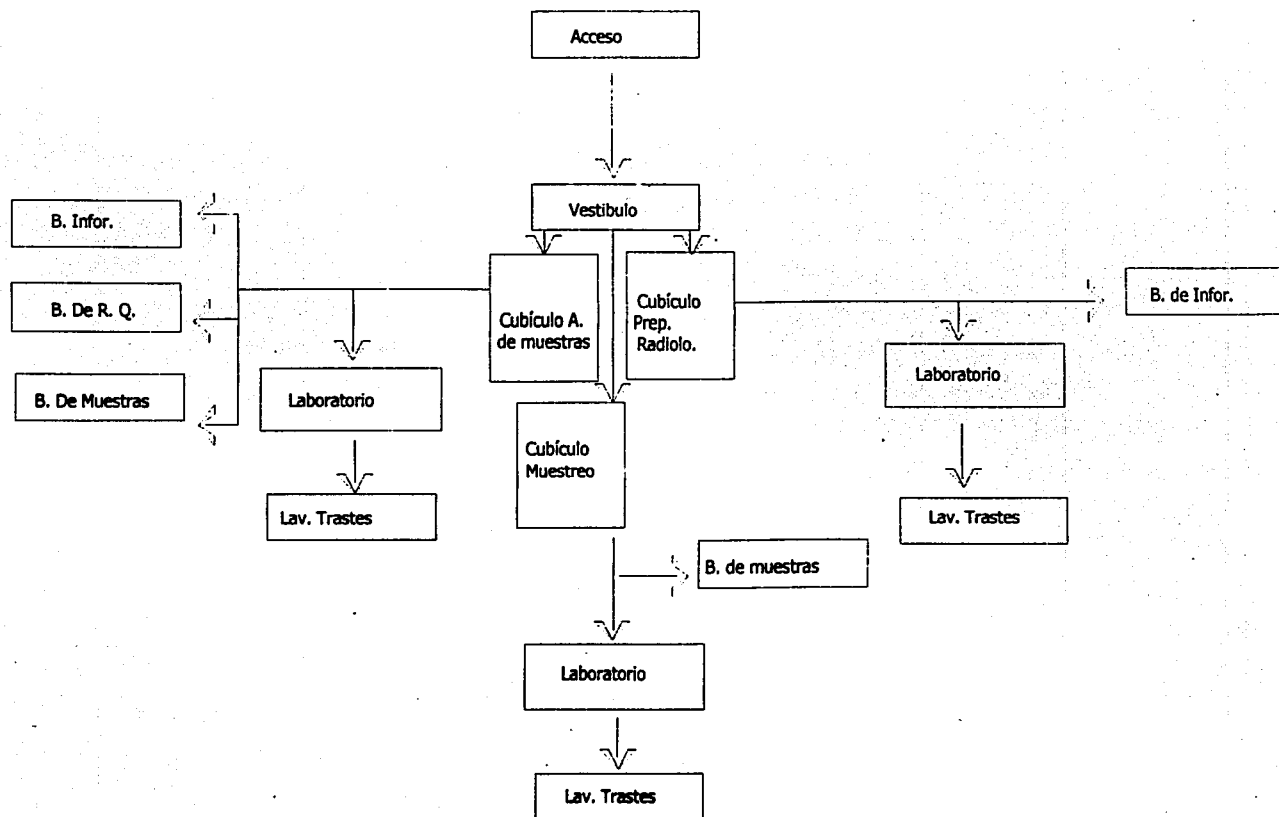 Acceso
Vestibulo
B. Infor.
B. De R. Q.
B. De Muestras
Cubículo A.
de muestras
Cubículo
Prep.
Radiolo.
B. de Infor.
Laboratorio
Lav. Trastes
Cubículo
Muestreo
Laboratorio
Lav. Trastes
B. de muestras
Laboratorio
Lav. Trastes